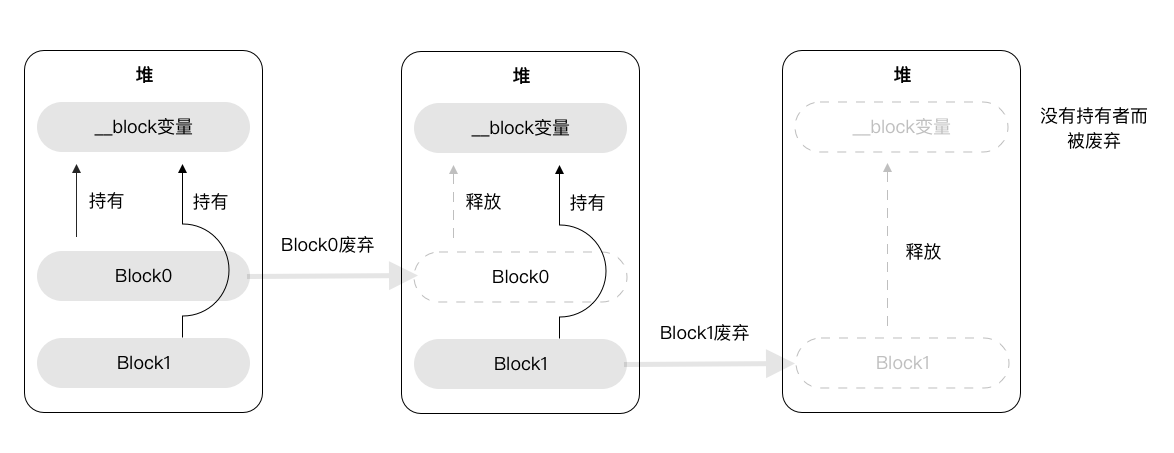 堆
__block变量
持有
持有
Block0
Block1
Block0废弃
堆
__block变量
释放
持有
Block0
Block1
Block1废弃
堆
__block变量
释放
Block1
没有持有者而
被废弃